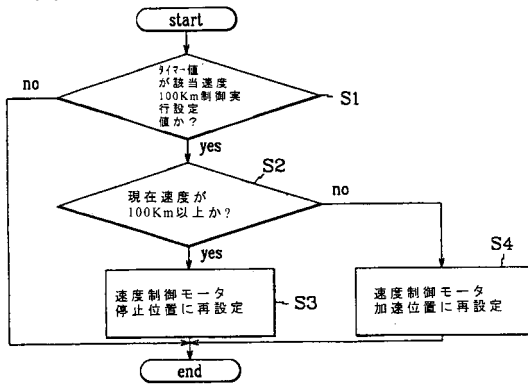 start
タイマー値
が該当速度
100Km制御実
行設定
値か?
S1
no
yes
S2
現在速度が
100Km以上か?
no
yes
速度制御モータ
停止位置に再設定
S3
S4
速度制御モータ
加速位置に再設定
end